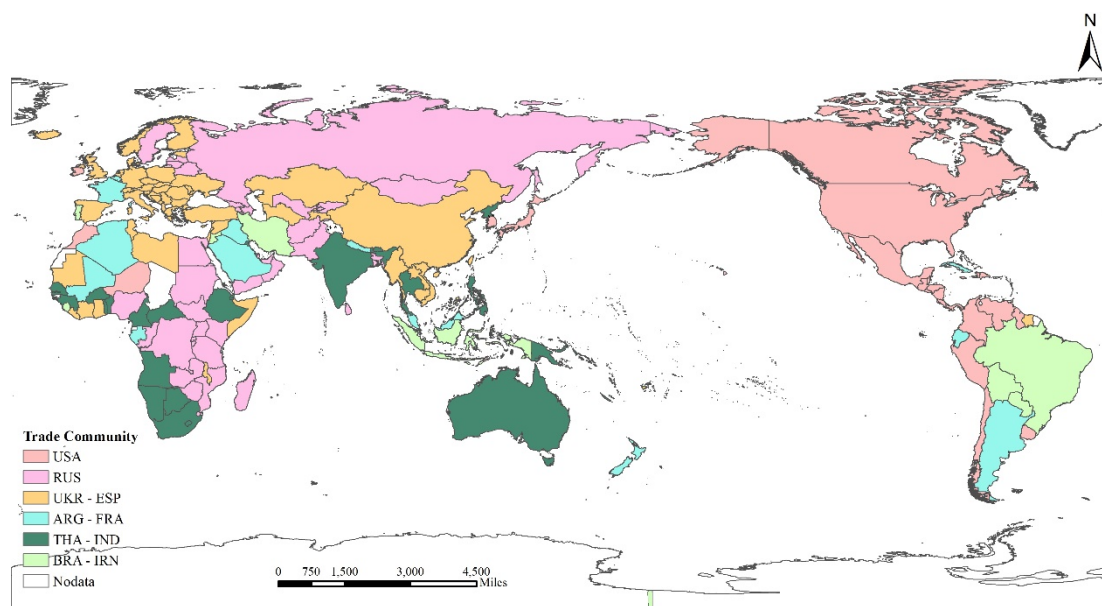 N
Trade Community
USA
RUS
UKR - ESP
ARG - FRA
THA - IND
BRA - IRN
Nodata
0 750 1,500 3,000 4,500
Miles